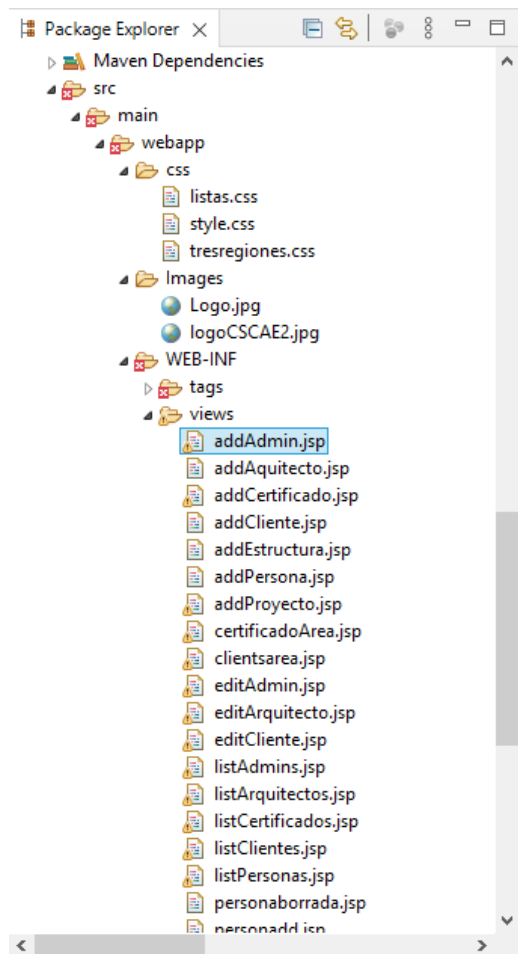 Package Explorer
Maven Dependencies
src
main
webapp
css
listas.css
style.css
tresregiones.css
Images
Logo.jpg
logoCSCAE2.jpg
WEB-INF
tags
views
addAdmin.jsp
addAquitecto.jsp
addCertificado.jsp
addCliente.jsp
addEstructura.jsp
addPersona.jsp
addProyecto.jsp
certificadoArea.jsp
clientsarea.jsp
editAdmin.jsp
editArquitecto.jsp
editCliente.jsp
listAdmins.jsp
listArquitectos.jsp
listCertificados.jsp
listClientes.jsp
listPersonas.jsp
personaborrada.jsp
personadd.jsp